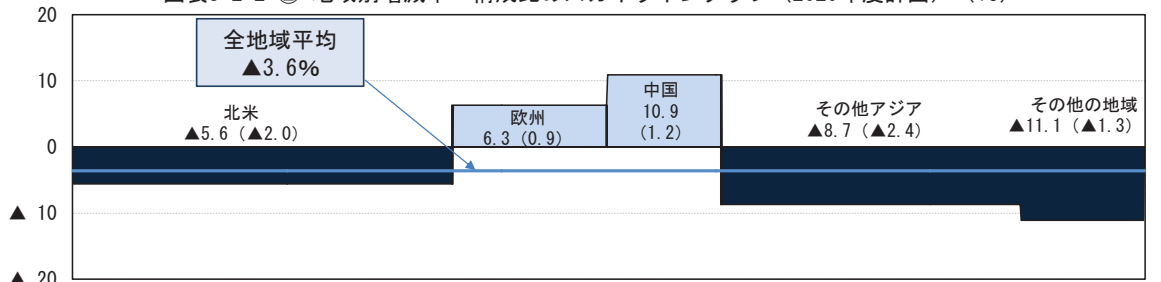 20
全地域平均
▲3.6%
10
北米
▲5.6 (▲2.0)
欧州
6.3 (0.9)
中国
10.9
(1.2)
その他アジア
▲8.7 (▲2.4)
その他の地域
▲11.1 (▲1.3)
0
▲ 10
▲ 20